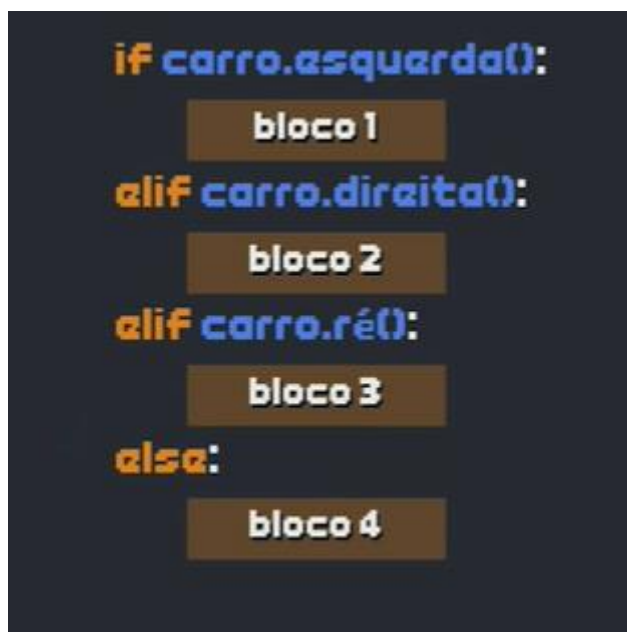 if carro.esquerda():
bloco 1
elif carro.direita():
bloco 2
elif carro.ré():
bloco 3
else:
bloco 4